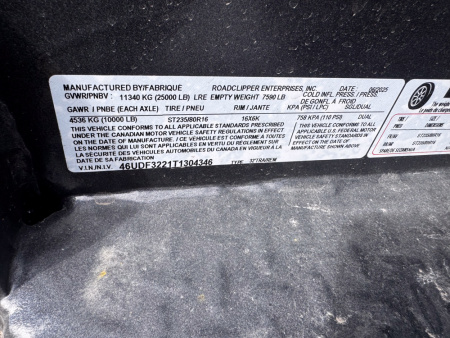 MANUFACTURED BY/FABRIQUE ROADCLIPPER ENTERPRISES, INC. DATE: 06/2025
GVWR/PNBV : 11340 KG (25000 LB) LRE EMPTY WEIGHT 7590 LB COLD INFL. PRESS./PRESS.
DE GONFL. À FROID
GAWR / PNBE (EACH AXLE) TIRE / PNEU RIM / JANTE KPA (PSI/LPC) SGL/DUAL
4536 KG (10000 LB) ST235/80R16 16X6K 758 KPA (110 PSI) DUAL
THIS VEHICLE CONFORMS TO ALL APPLICABLE STANDARDS
PRESCRIBED UNDER THE CANADIAN MOTOR VEHICLE SAFETY REGULATIONS IN EFFECT
ON THE DATE OF MANUFACTURE / CE VEHICULE EST CONFORME A TOUTES
LES NORMES QUI LUI SONT APPLICABLES EN VERTU DU REGLEMENT SUR LA
SÉCURITÉ DES VÉHICULES AUTOMOBILES DU CANADA EN VIGUEUR A LA
DATE DE SA FABRICATION
THIS VEHICLE CONFORMS TO ALL
APPLICABLE U.S. FEDERAL MOTOR
VEHICLE SAFETY STANDARDS IN
EFFECT ON THE DATE OF
MANUFACTURE SHOWN ABOVE.
V.I.N./N.I.V. 46UDF3221T1304346 TYPE